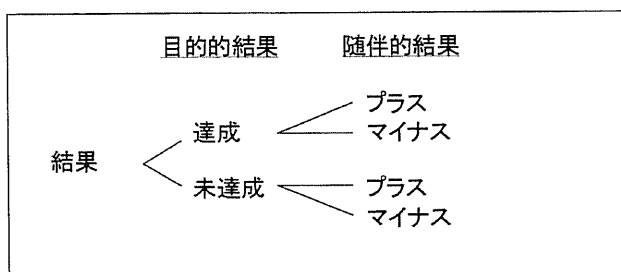 目的的結果 随伴的結果
プラス
達成
マイナス
結果
未達成 プラス
マイナス